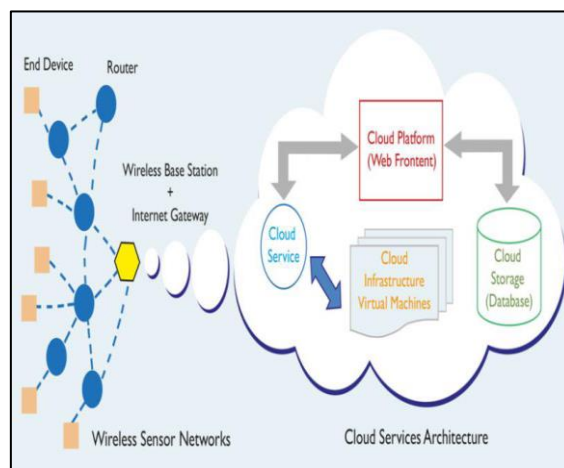 End Device
Router
Wireless Base Station
+
Internet Gateway
Cloud Platform
(Web Frontent)
Cloud
Service
Cloud
Infrastructure
Virtual Machines
Cloud
Storage
(Database)
Wireless Sensor Networks
Cloud Services Architecture